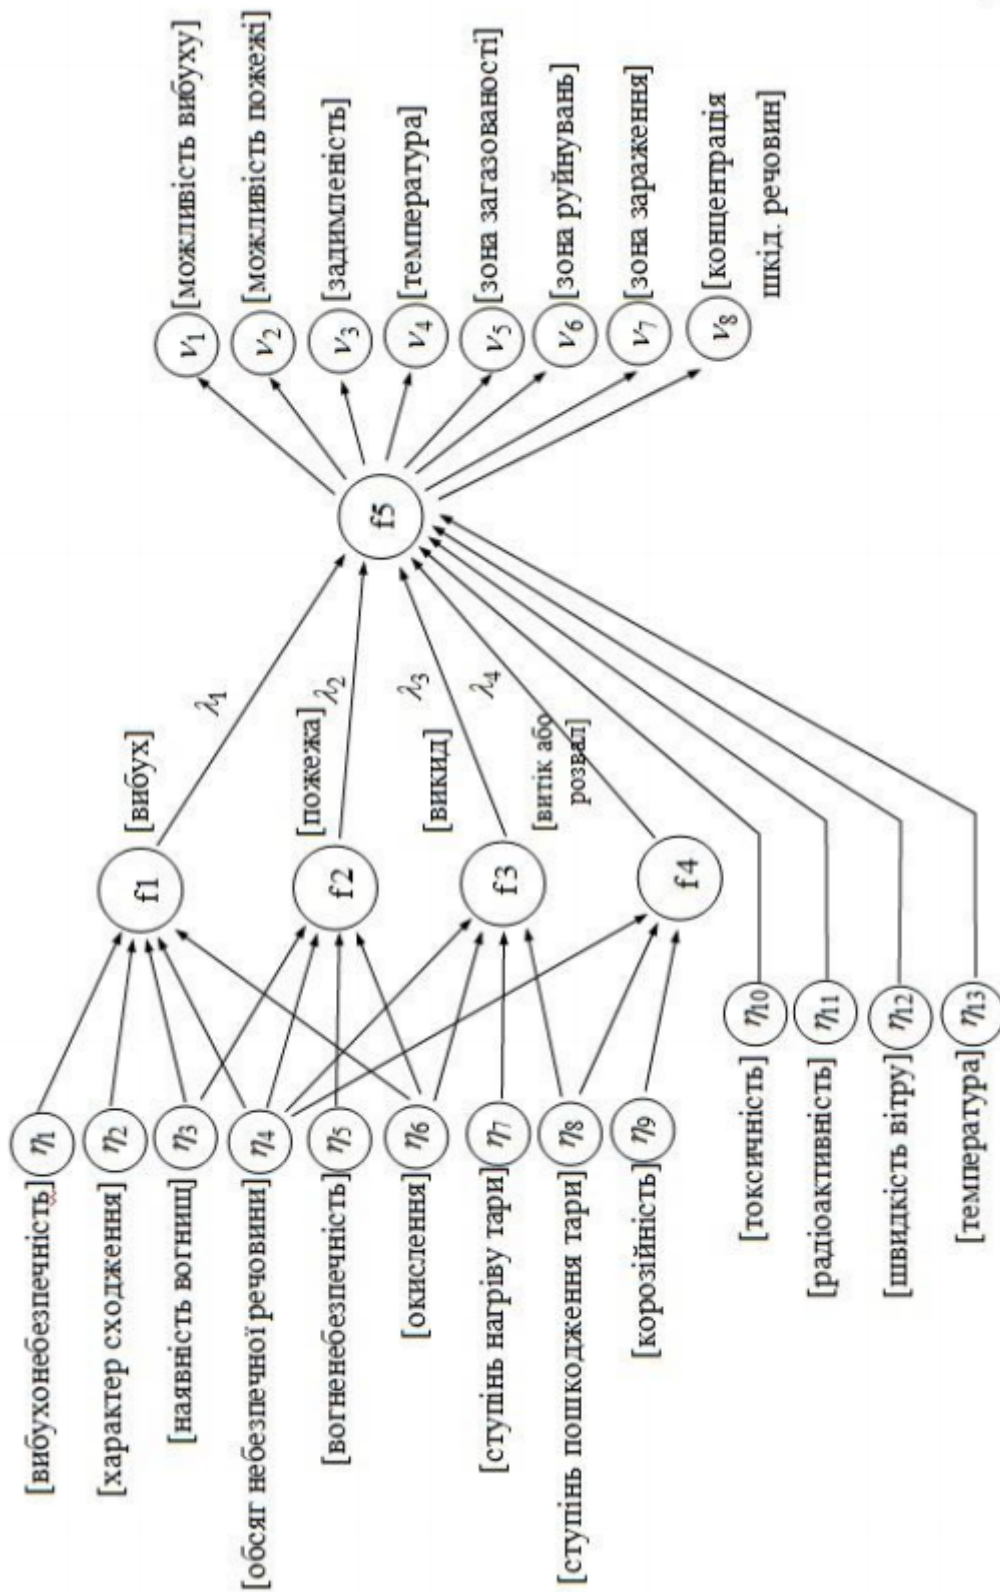 [вибухонебезпечність]
η1
[характер сходження]
η2
[наявність вогнищ]
η3
[обсяг небезпечної речовини]
η4
[вогненебезпечність]
η5
[окислення]
η6
[ступінь нагріву тари]
η7
[ступінь пошкодження тари]
η8
[корозійність]
η9
[токсичність]
η10
[радіоактивність]
η11
[швидкість вітру]
η12
[температура]
η13
f1
[вибух]
λ1
f2
[пожежа]
λ2
f3
[викид]
λ3
f4
[витік або
розвал]
λ4
f5
ν1
[можливість вибуху]
ν2
[можливість пожежі]
ν3
[задимленість]
ν4
[температура]
ν5
[зона загазованості]
ν6
[зона руйнувань]
ν7
[зона зараження]
ν8
[концентрація
шкід. речовин]